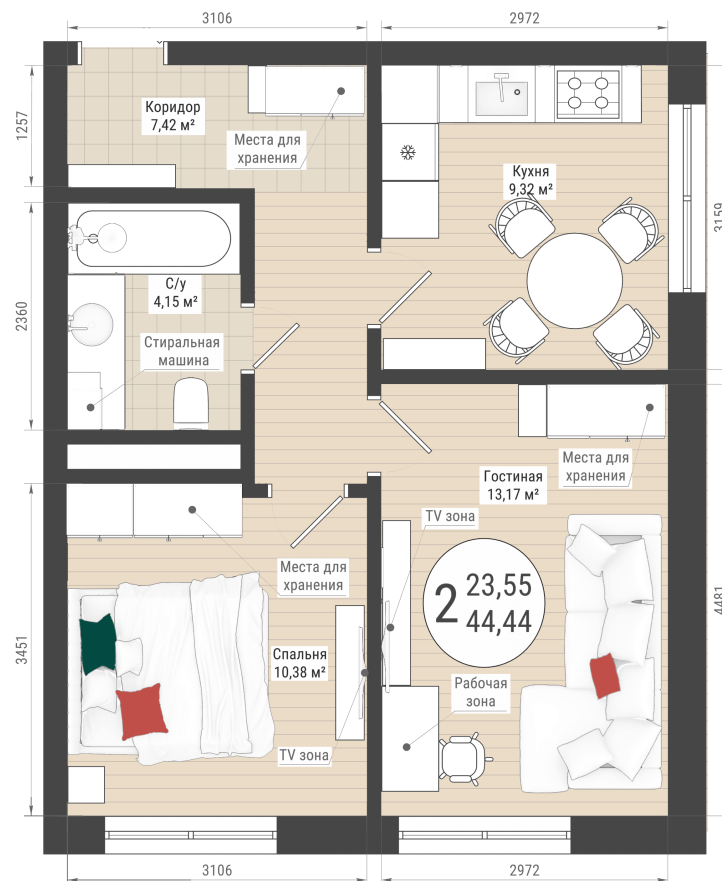 3106
2972
1257
Коридор
7,42 м²
Места для
хранения
Кухня
9,32 м²
3159
2360
С/у
4,15 м²
Стиральная
машина
Места для
хранения
Гостиная
13,17 м²
TV зона
3451
Места для
хранения
2
23,55
44,44
4481
Спальня
10,38 м²
Рабочая
зона
TV зона
3106
2972